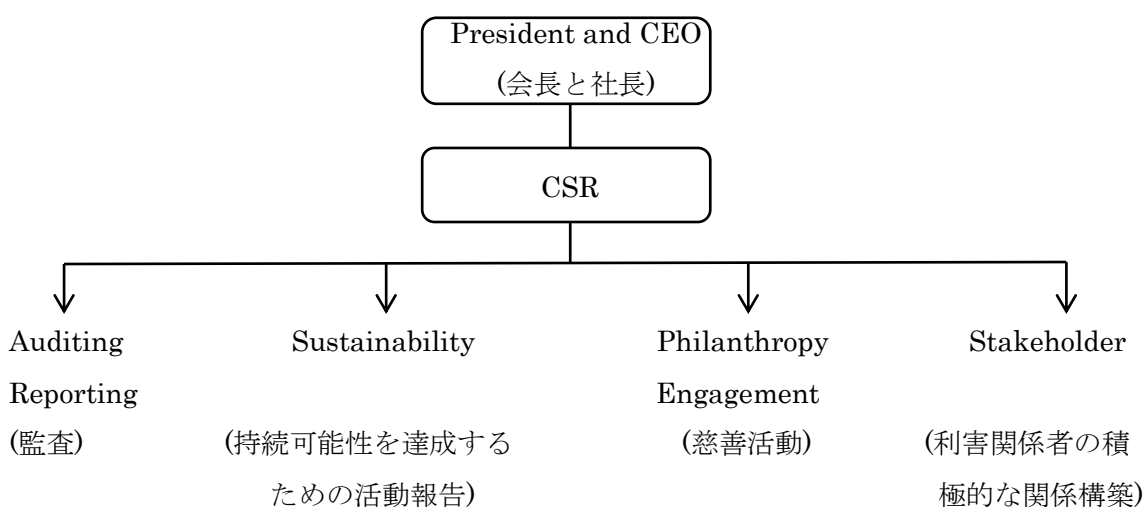 President and CEO
(会長と社長)
CSR
Auditing
Reporting
(監査)
Sustainability
(持続可能性を達成する
ための活動報告)
Philanthropy
Engagement
(慈善活動)
Stakeholder
(利害関係者の積
極的な関係構築)